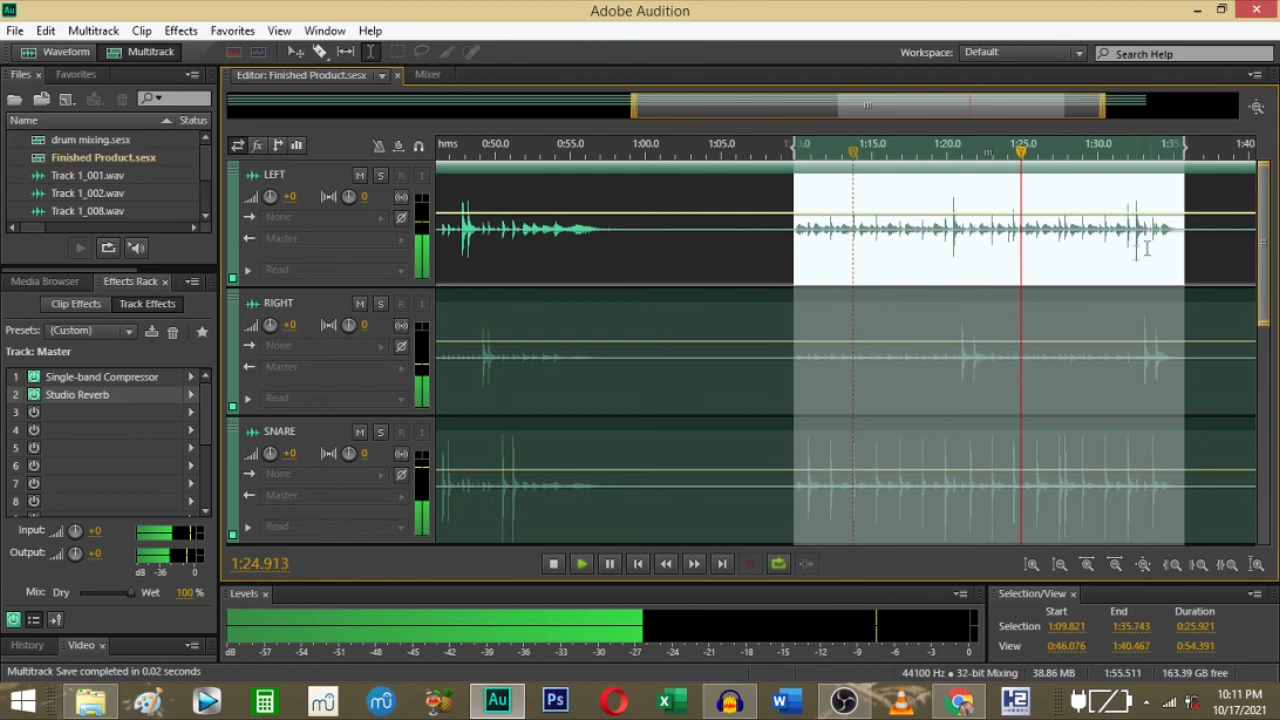 Au
Adobe Audition
File Edit Multitrack Clip Effects Favorites View Window Help
Waveform Multitrack
Workspace: Default
Search Help
Files × Favorites
Editor: Finished Product.sesx × Mixer
Name Status
drum mixing.sesx
Finished Product.sesx
Track 1_001.wav
Track 1_002.wav
Track 1_008.wav
fx
hms 0:50.0 0:55.0 1:00.0 1:05.0 1:15.0 1:20.0 1:25.0 1:30.0 1:35. 1:40
LEFT M S R I
+0 0
None
Master
Read
RIGHT M S R I
+0 0
None
Master
Read
SNARE M S R I
+0 0
None
Master
Read
Media Browser Effects Rack ×
Clip Effects Track Effects
Presets: (Custom)
Track: Master
1 Single-band Compressor
2 Studio Reverb
3
4
5
6
7
8
Input: +0
Output: +0
dB -36 0
Mix: Dry Wet 100 %
History Video ×
1:24.913
Levels ×
dB -57 -54 -51 -48 -45 -42 -39 -36 -33 -30 -27 -24 -21 -18 -15 -12 -9 -6 -3 0
Selection/View ×
Start End Duration
Selection 1:09.821 1:35.743 0:25.921
View 0:46.076 1:40.467 0:54.391
Multitrack Save completed in 0.02 seconds
44100 Hz ● 32-bit Mixing 38.86 MB 1:55.511 163.39 GB free
Au Ps
10:11 PM
10/17/2021